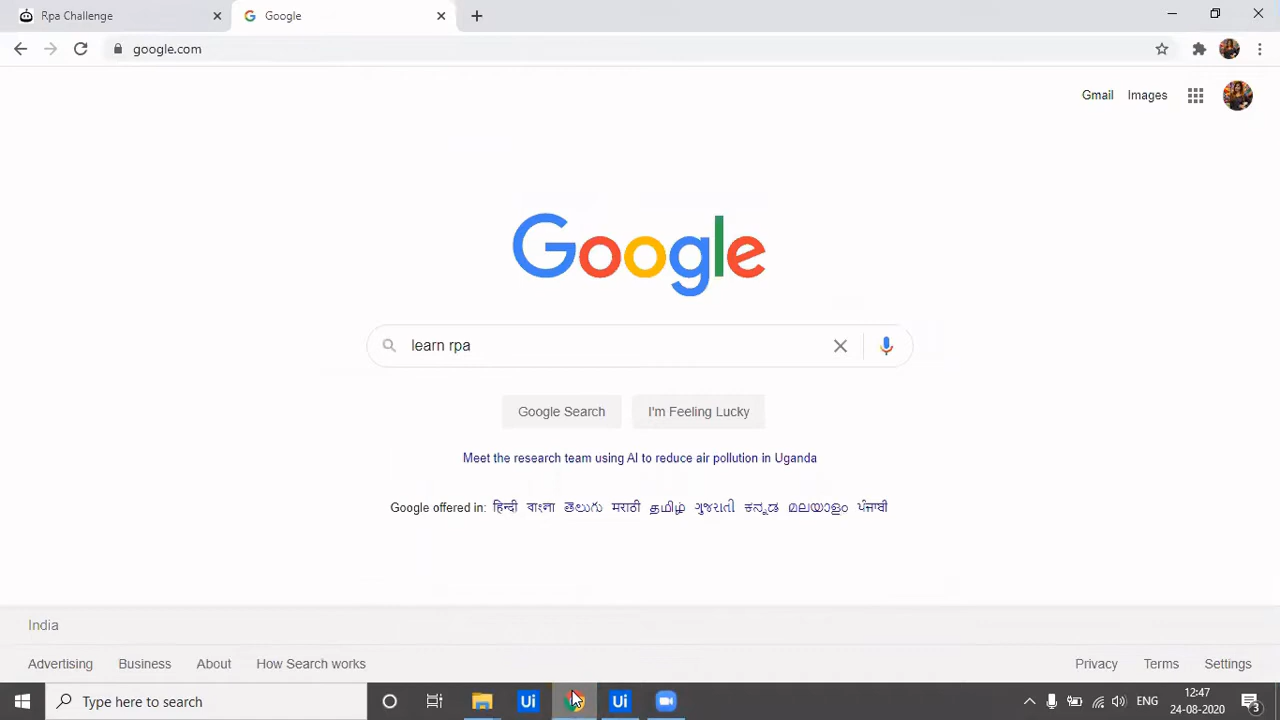 Rpa Challenge
Google
google.com
Gmail Images
Google
learn rpa
Google Search I'm Feeling Lucky
Meet the research team using AI to reduce air pollution in Uganda
Google offered in: हिन्दी বাংলা తెలుగు मराठी தமிழ் ગુજરાતી ಕನ್ನಡ മലയാളം ਪੰਜਾਬੀ
India
Advertising Business About How Search works Privacy Terms Settings
Type here to search Ui Ui ENG 12:47
24-08-2020 3